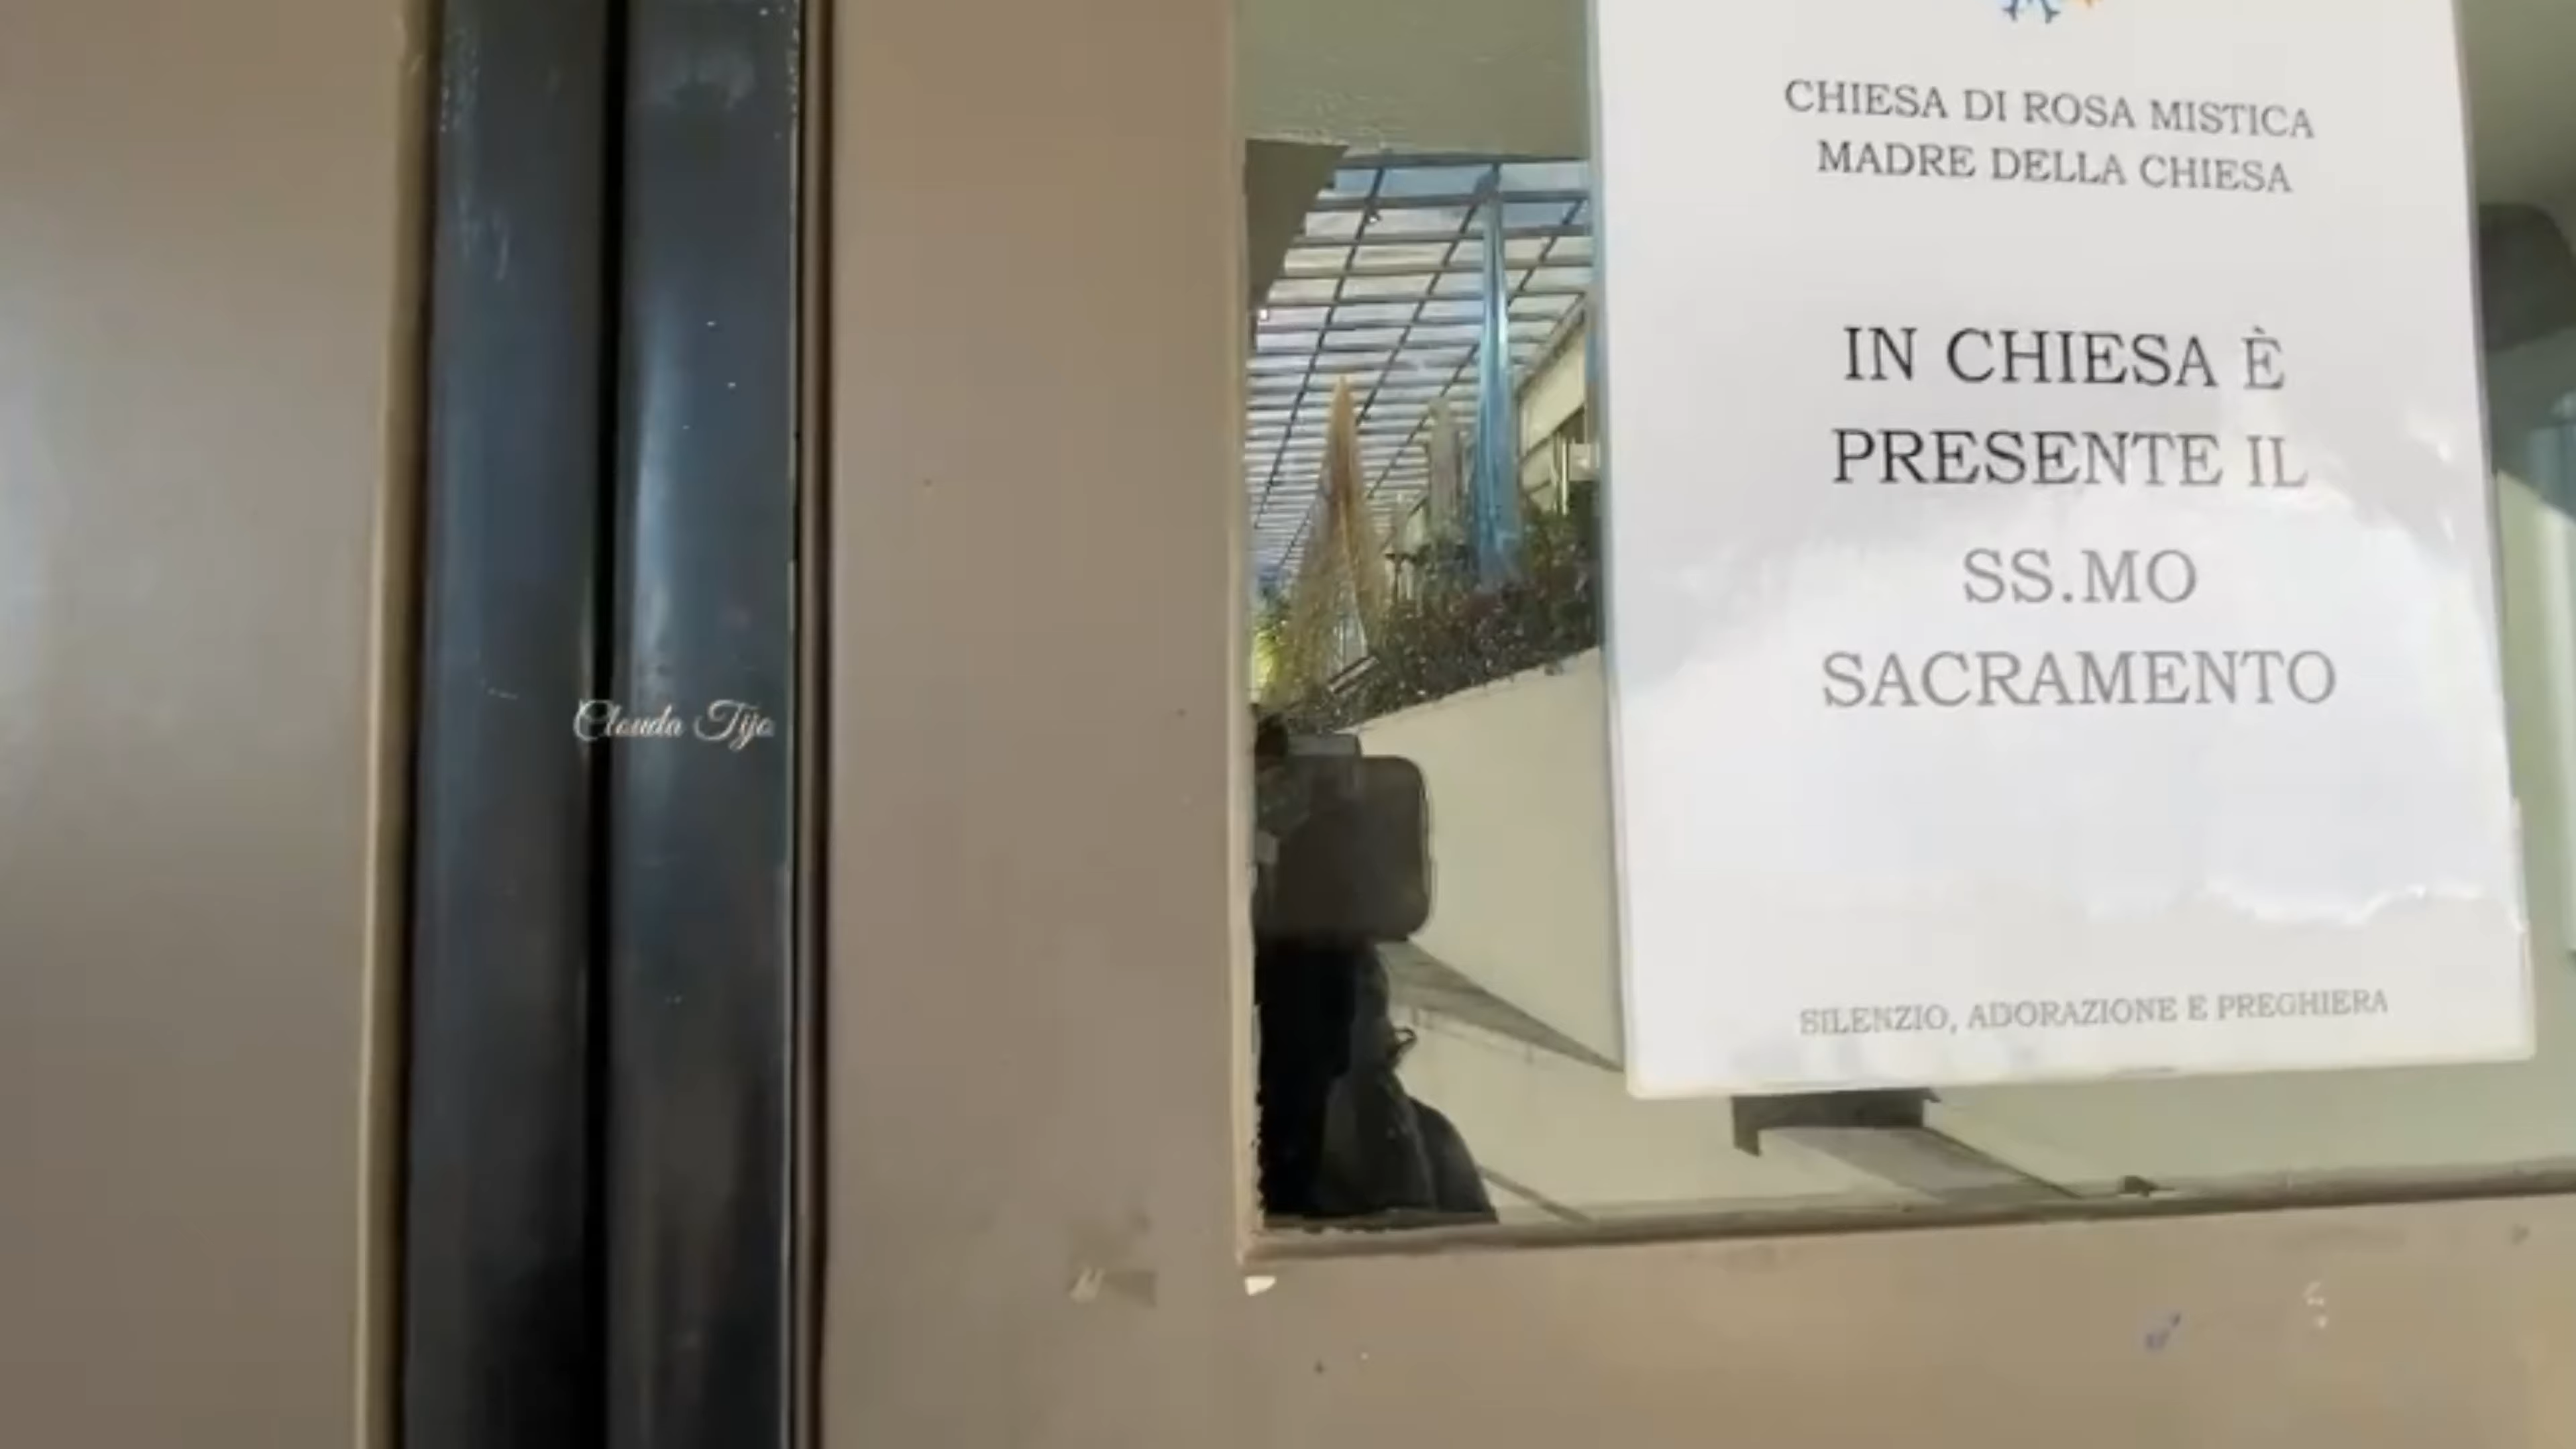 CHIESA DI ROSA MISTICA
MADRE DELLA CHIESA
IN CHIESA È
PRESENTE IL
SS.MO
SACRAMENTO
SILENZIO, ADORAZIONE E PREGHIERA
Clouda Tijo